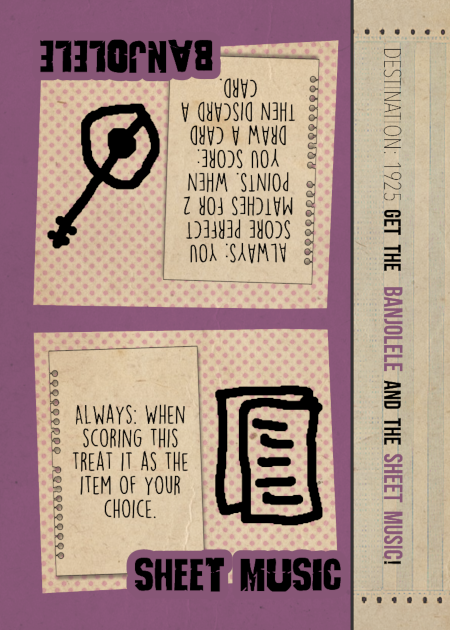 BANJOLELE
ALWAYS: YOU
SCORE PERFECT
MATCHES FOR 2
POINTS. WHEN
YOU SCORE:
DRAW A CARD
THEN DISCARD A
CARD.
ALWAYS: WHEN
SCORING THIS
TREAT IT AS THE
ITEM OF YOUR
CHOICE.
SHEET MUSIC
DESTINATION: 1925 GET THE BANJOLELE AND THE SHEET MUSIC!